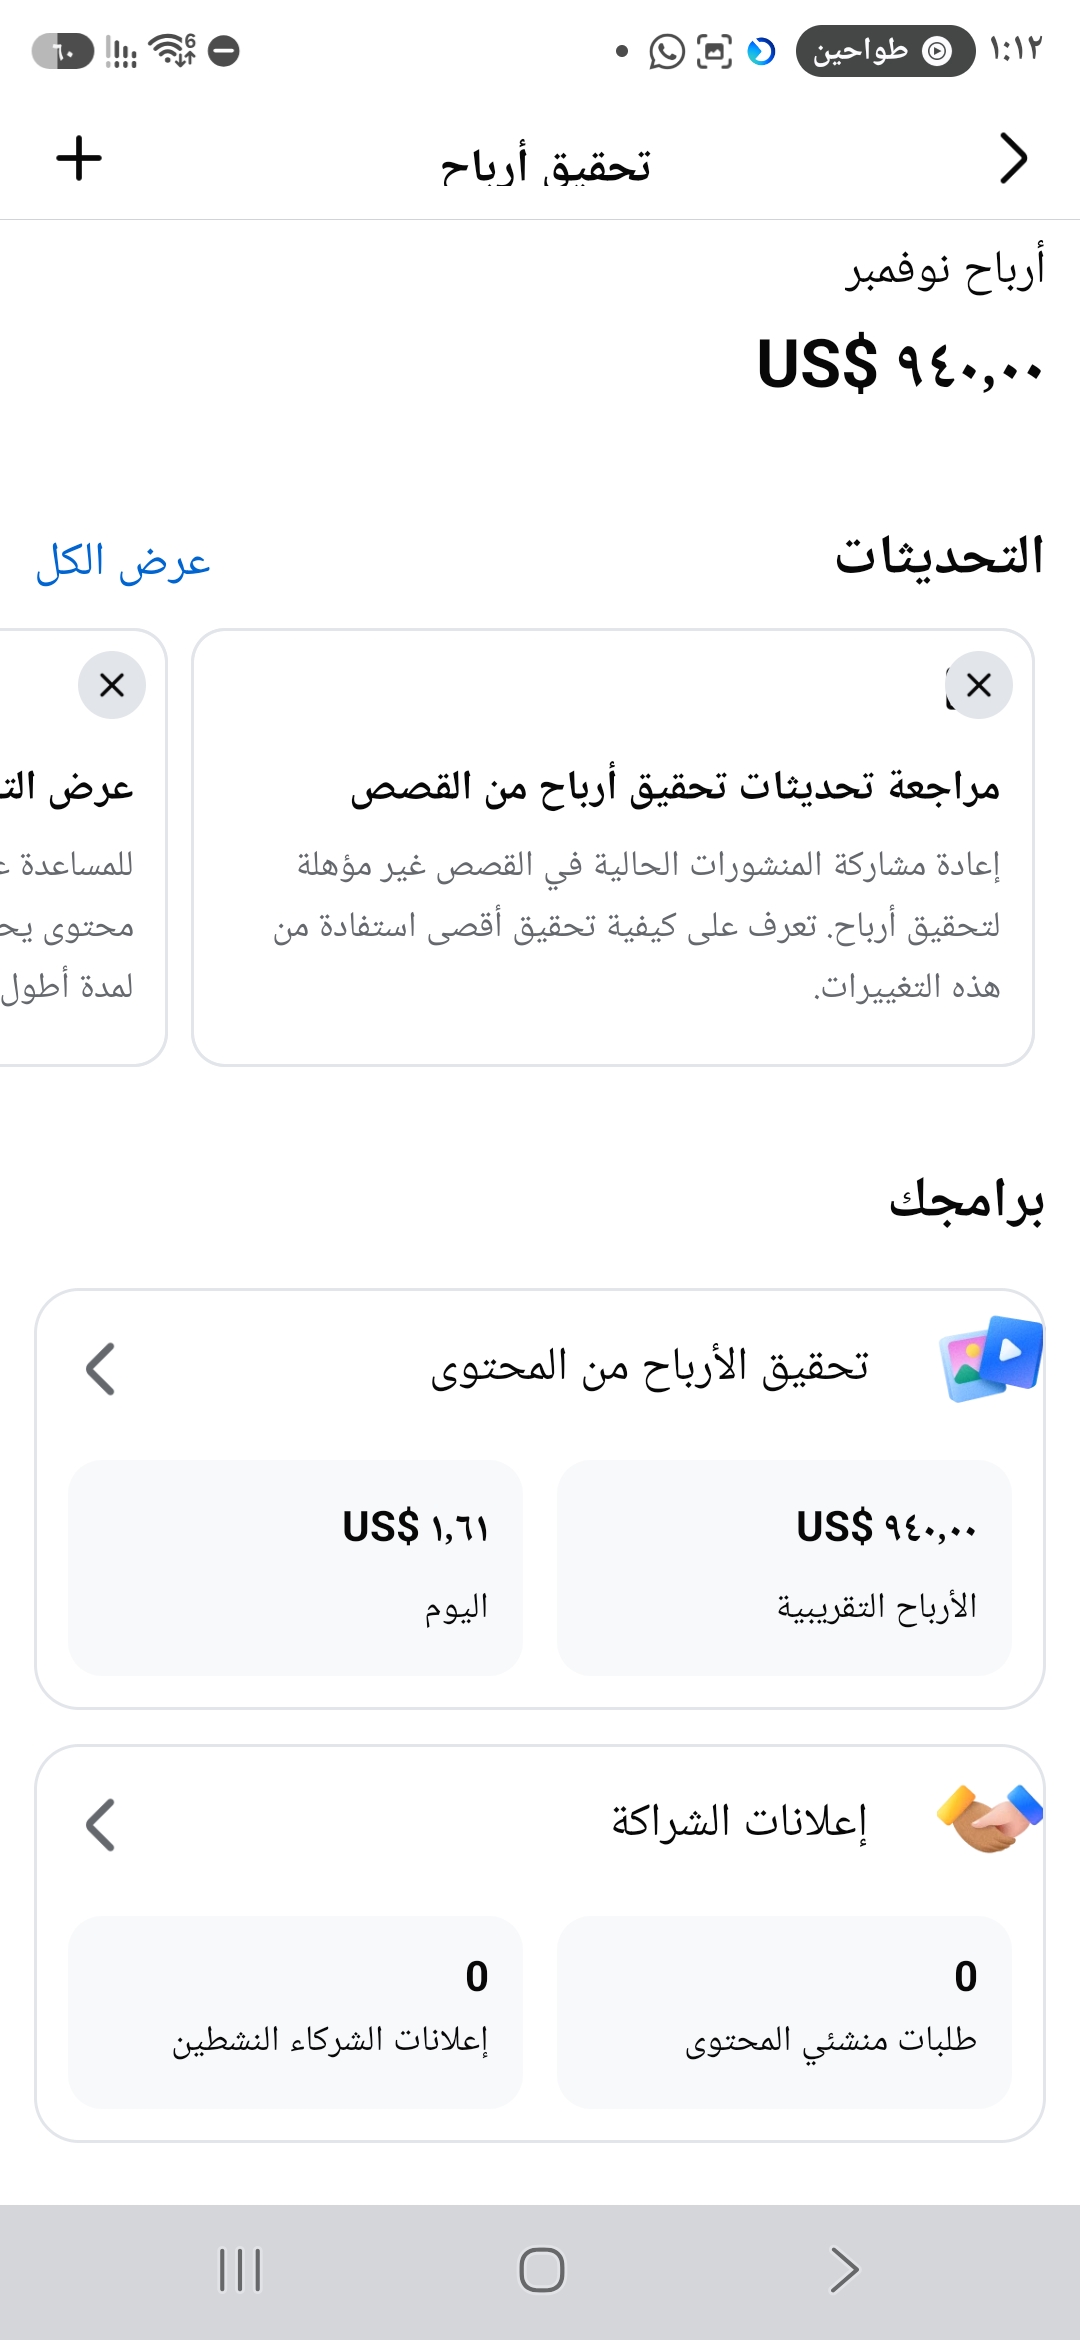 ١:١٢
طواحين
6
٦٠
تحقيق أرباح
أرباح نوفمبر
US$ ٩٤٠,٠٠
التحديثات
عرض الكل
مراجعة تحديثات تحقيق أرباح من القصص
إعادة مشاركة المنشورات الحالية في القصص غير مؤهلة
لتحقيق أرباح. تعرف على كيفية تحقيق أقصى استفادة من
هذه التغييرات.
عرض
للمساعدة
محتوى
لمدة أطول
برامجك
تحقيق الأرباح من المحتوى
US$ ٩٤٠,٠٠
الأرباح التقريبية
US$ ١,٦١
اليوم
إعلانات الشراكة
0
طلبات منشئي المحتوى
0
إعلانات الشركاء النشطين